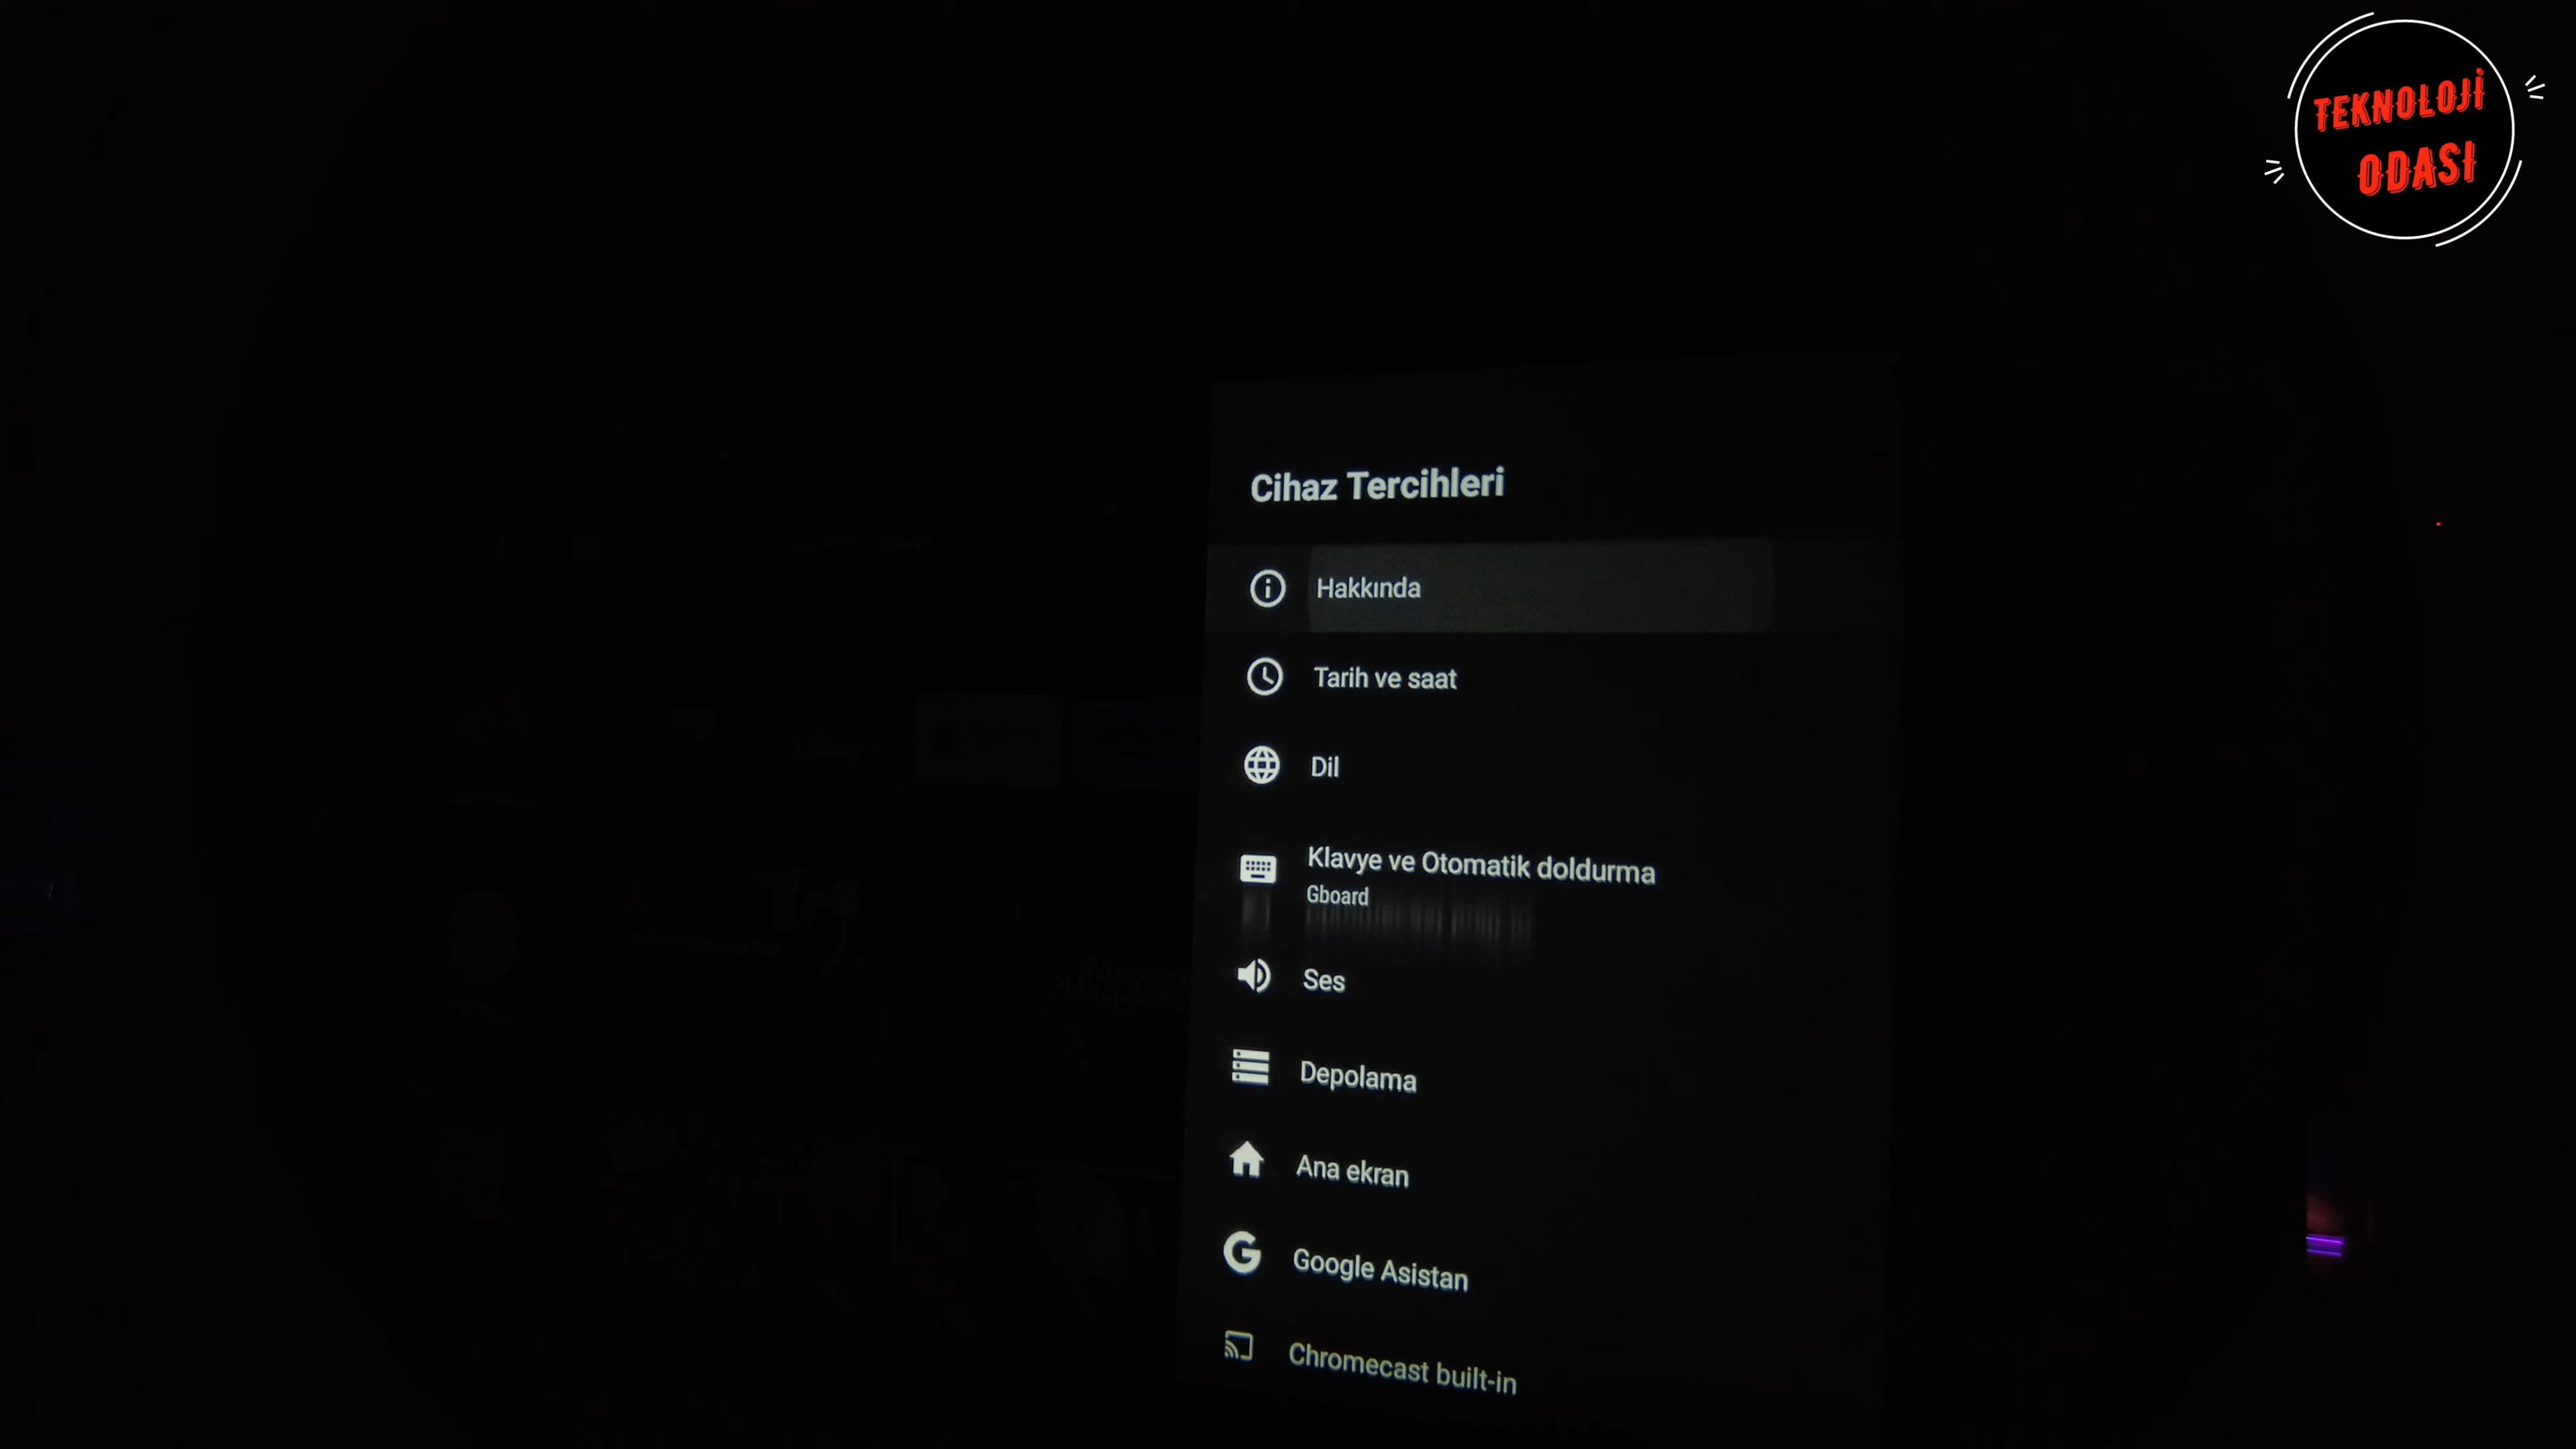 TEKNOLOJİ
ODASI
Cihaz Tercihleri
Hakkında
Tarih ve saat
Dil
Klavye ve Otomatik doldurma
Gboard
Ses
Depolama
Ana ekran
Google Asistan
Chromecast built-in